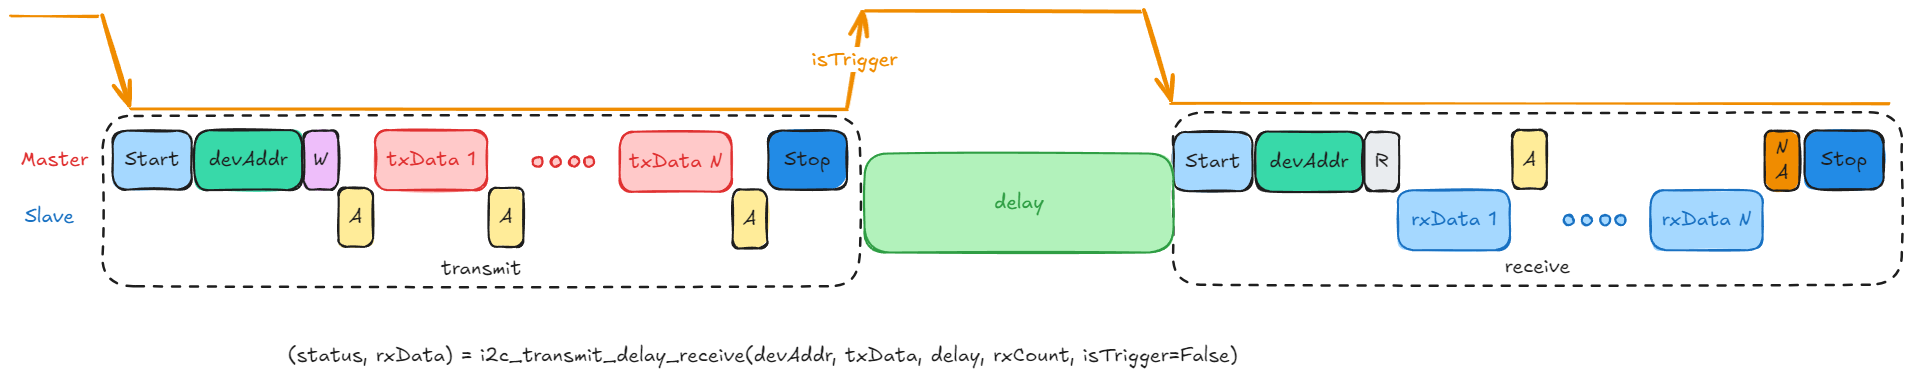 isTrigger
Master Start devAddr W txData 1 txData N Stop Start devAddr R A N A Stop
Slave A A A delay rxData 1 rxData N
transmit receive
(status, rxData) = i2c_transmit_delay_receive(devAddr, txData, delay, rxCount, isTrigger=False)